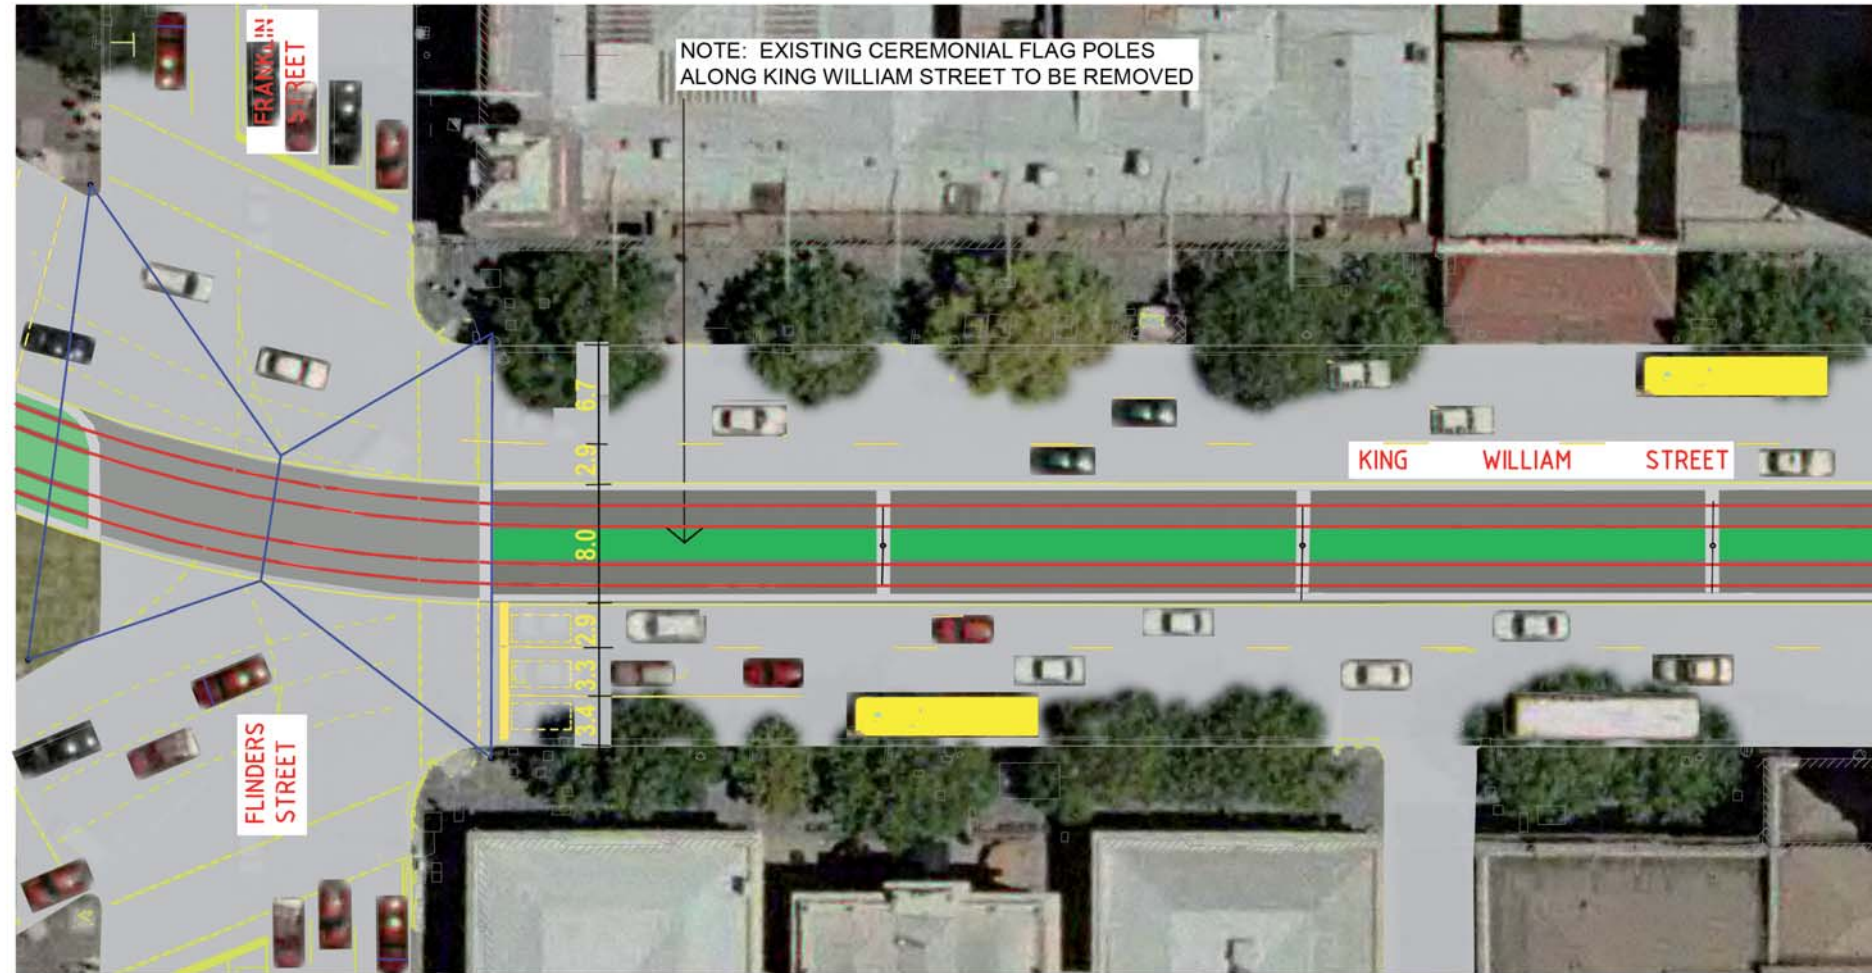 FRANKLIN
STREET
NOTE: EXISTING CEREMONIAL FLAG POLES
ALONG KING WILLIAM STREET TO BE REMOVED
6.7
2.9
KING WILLIAM STREET
8.0
2.9
3.3
3.4
FLINDERS
STREET